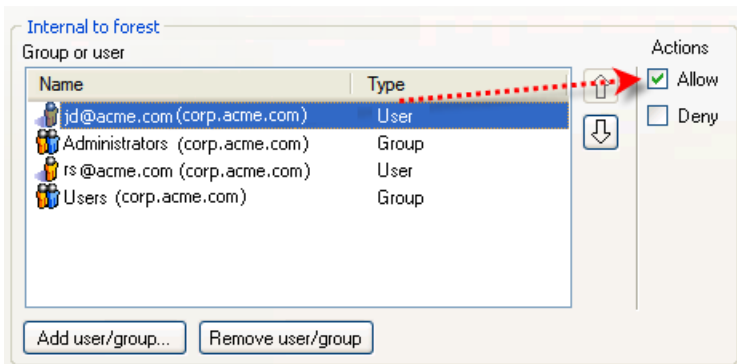 Internal to forest
Group or user
Actions
Name Type
Allow
jd@acme.com (corp.acme.com) User
Deny
Administrators (corp.acme.com) Group
rs@acme.com (corp.acme.com) User
Users (corp.acme.com) Group
Add user/group... Remove user/group